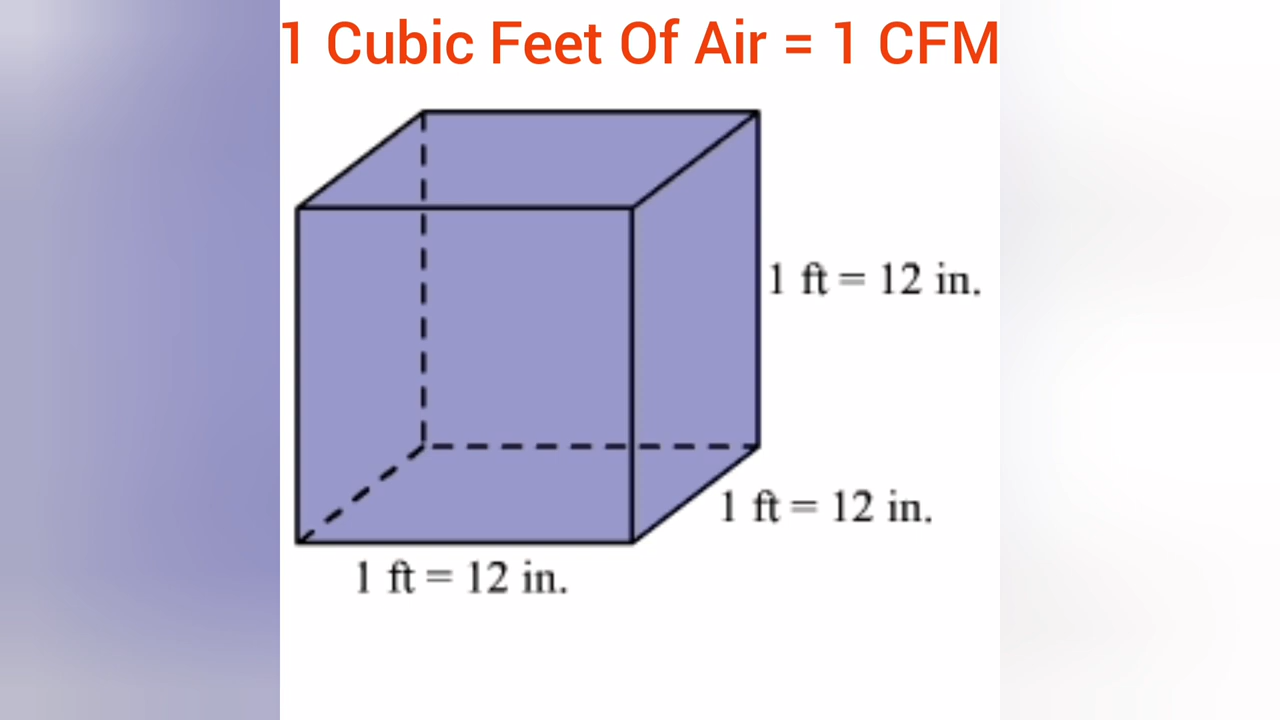 1 Cubic Feet Of Air = 1 CFM
1 ft = 12 in.
1 ft = 12 in.
1 ft = 12 in.